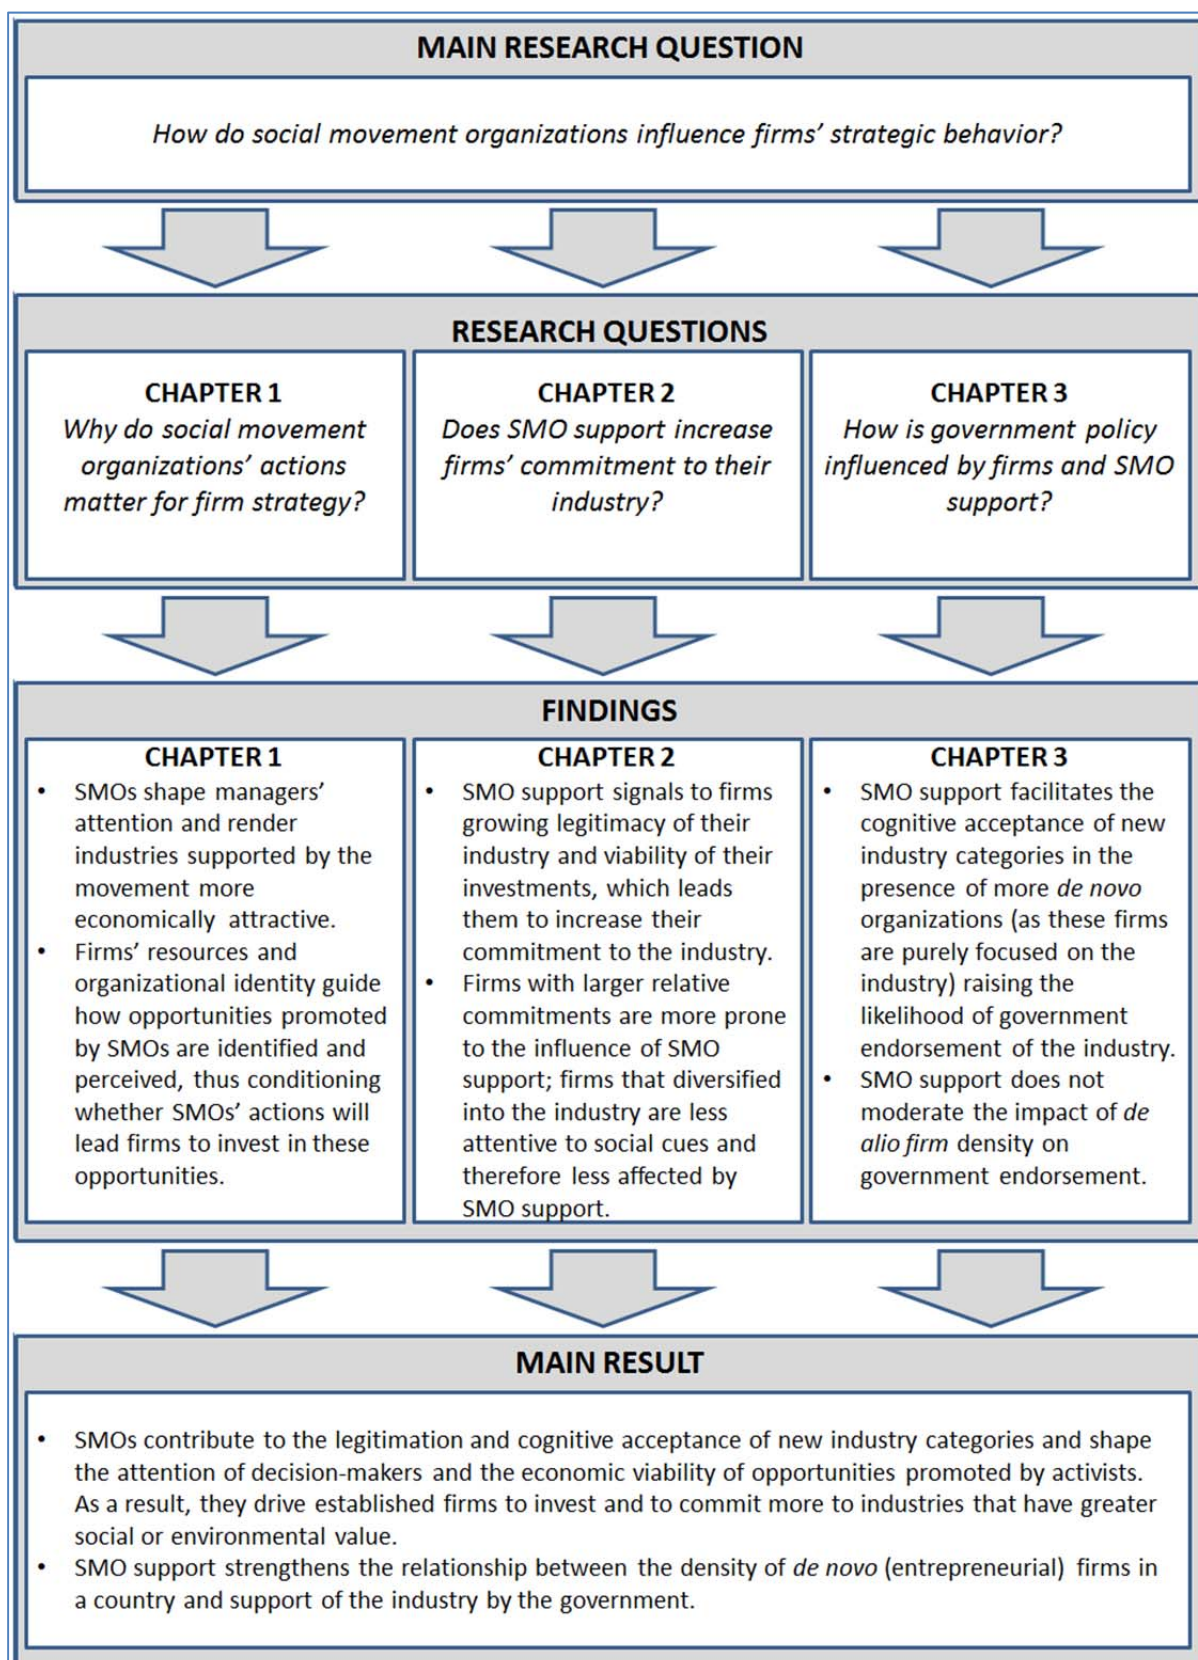 MAIN RESEARCH QUESTION
How do social movement organizations influence firms’ strategic behavior?
RESEARCH QUESTIONS
CHAPTER 1
Why do social movement
organizations’ actions
matter for firm strategy?
CHAPTER 2
Does SMO support increase
firms’ commitment to their
industry?
CHAPTER 3
How is government policy
influenced by firms and SMO
support?
FINDINGS
CHAPTER 1
• SMOs shape managers’
attention and render
industries supported by the
movement more
economically attractive.
• Firms’ resources and
organizational identity guide
how opportunities promoted
by SMOs are identified and
perceived, thus conditioning
whether SMOs’ actions will
lead firms to invest in these
opportunities.
CHAPTER 2
• SMO support signals to firms
growing legitimacy of their
industry and viability of their
investments, which leads
them to increase their
commitment to the industry.
• Firms with larger relative
commitments are more prone
to the influence of SMO
support; firms that diversified
into the industry are less
attentive to social cues and
therefore less affected by
SMO support.
CHAPTER 3
• SMO support facilitates the
cognitive acceptance of new
industry categories in the
presence of more de novo
organizations (as these firms
are purely focused on the
industry) raising the
likelihood of government
endorsement of the industry.
• SMO support does not
moderate the impact of de
alio firm density on
government endorsement.
MAIN RESULT
• SMOs contribute to the legitimation and cognitive acceptance of new industry categories and shape
the attention of decision-makers and the economic viability of opportunities promoted by activists.
As a result, they drive established firms to invest and to commit more to industries that have greater
social or environmental value.
• SMO support strengthens the relationship between the density of de novo (entrepreneurial) firms in
a country and support of the industry by the government.